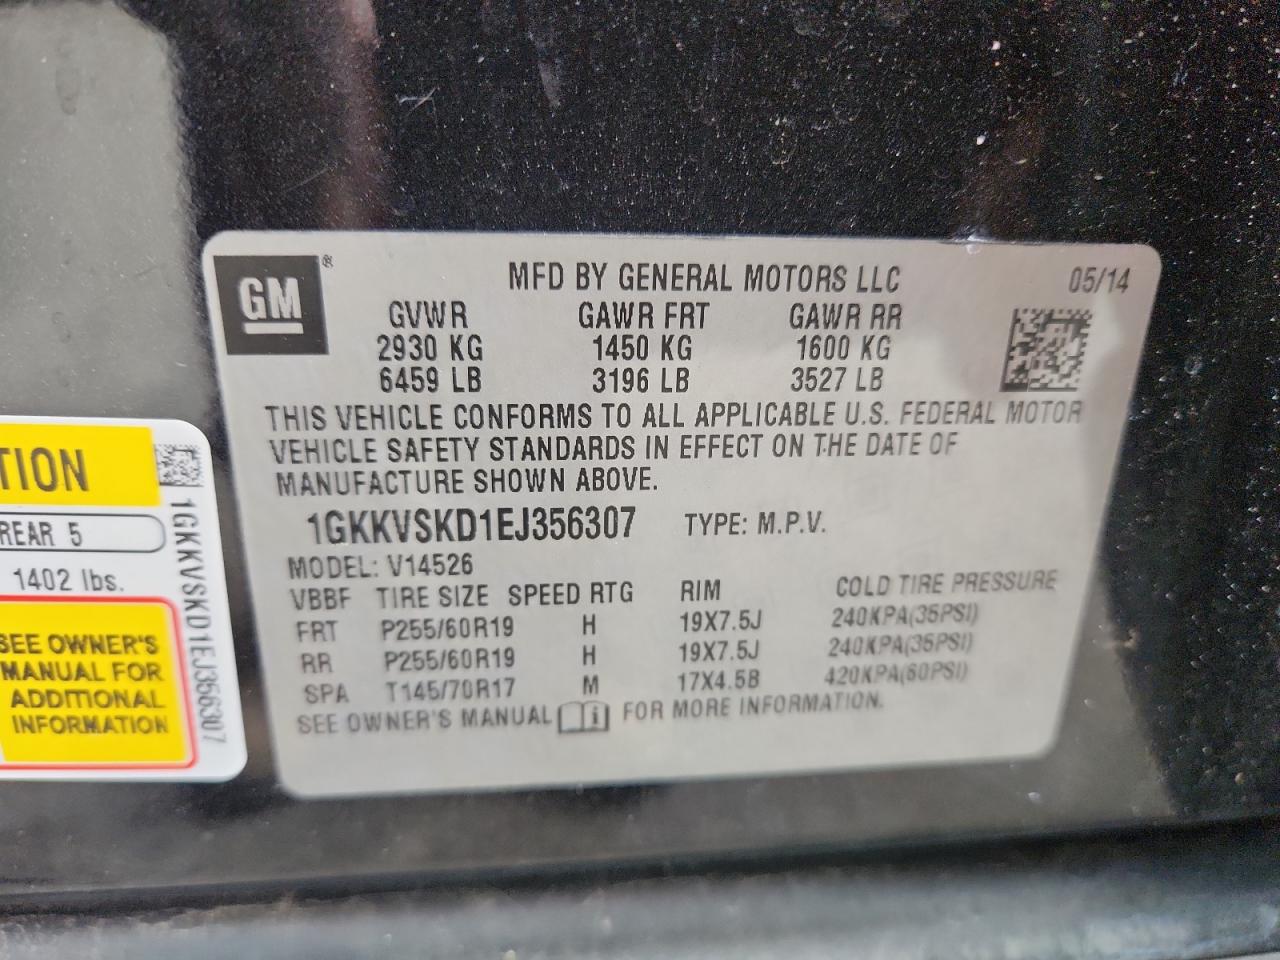 GM®
MFD BY GENERAL MOTORS LLC 05/14
GVWR GAWR FRT GAWR RR
2930 KG 1450 KG 1600 KG
6459 LB 3196 LB 3527 LB
THIS VEHICLE CONFORMS TO ALL APPLICABLE U.S. FEDERAL MOTOR
VEHICLE SAFETY STANDARDS IN EFFECT ON THE DATE OF
MANUFACTURE SHOWN ABOVE.
1GKKVSKD1EJ356307 TYPE: M.P.V.
MODEL: V14526
VBBF TIRE SIZE SPEED RTG RIM COLD TIRE PRESSURE
FRT P255/60R19 H 19X7.5J 240KPA(35PSI)
RR P255/60R19 H 19X7.5J 240KPA(35PSI)
SPA T145/70R17 M 17X4.5B 420KPA(60PSI)
SEE OWNER'S MANUAL FOR MORE INFORMATION.
TION
REAR 5
1402 lbs.
SEE OWNER'S
MANUAL FOR
ADDITIONAL
INFORMATION
1GKKVSKD1EJ356307